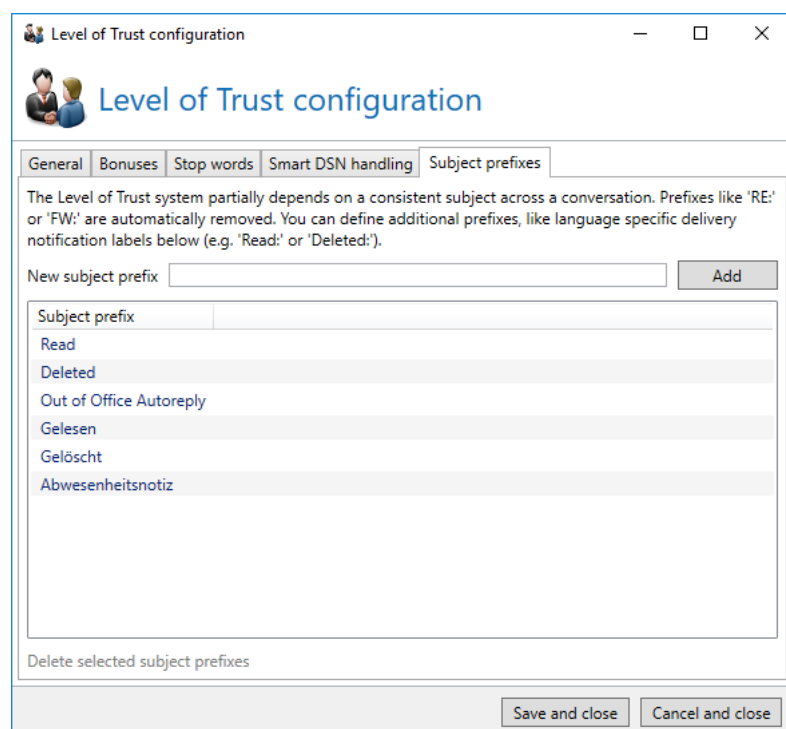 Level of Trust configuration
Level of Trust configuration
General Bonuses Stop words Smart DSN handling Subject prefixes
The Level of Trust system partially depends on a consistent subject across a conversation. Prefixes like 'RE:'
or 'FW:' are automatically removed. You can define additional prefixes, like language specific delivery
notification labels below (e.g. 'Read:' or 'Deleted:').
New subject prefix Add
Subject prefix
Read
Deleted
Out of Office Autoreply
Gelesen
Gelöscht
Abwesenheitsnotiz
Delete selected subject prefixes
Save and close Cancel and close